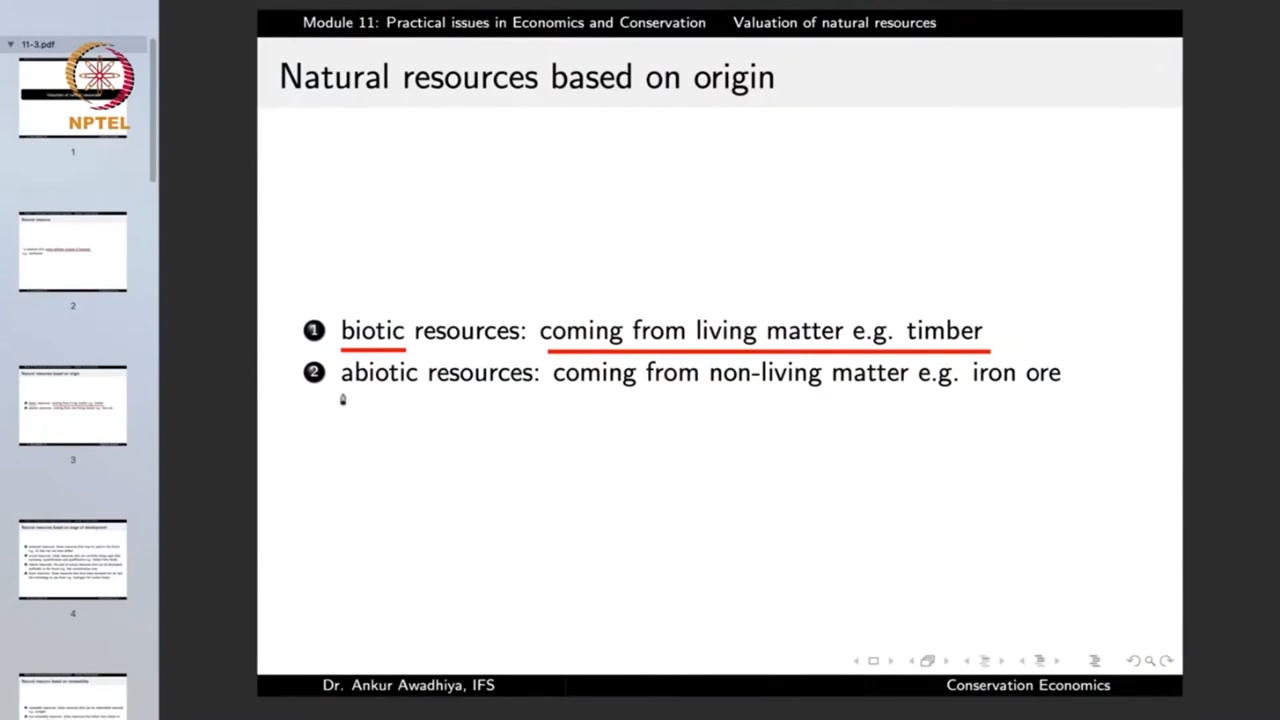 Module 11: Practical issues in Economics and Conservation Valuation of natural resources
11-3.pdf
NPTEL
1
2
3
4
Natural resources based on origin
1 biotic resources: coming from living matter e.g. timber
2 abiotic resources: coming from non-living matter e.g. iron ore
Dr. Ankur Awadhiya, IFS Conservation Economics